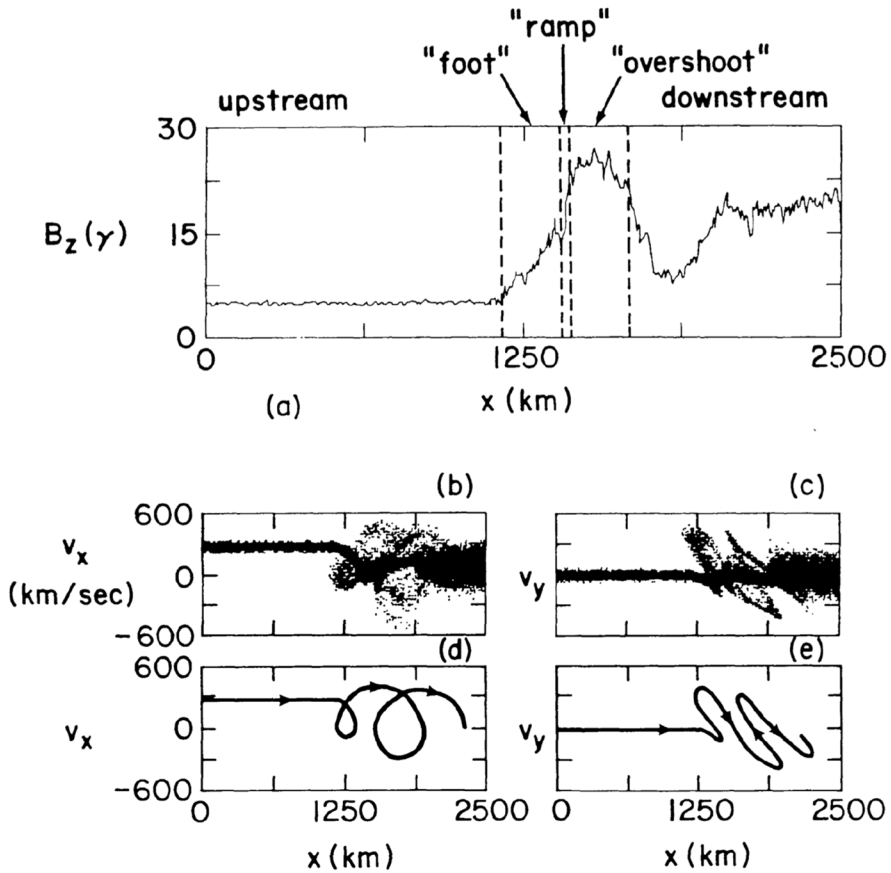 "ramp"
"foot" "overshoot"
upstream downstream
30
B_z (γ) 15
0
0 1250 2500
(a) x (km)
(b) (c)
600
v_x 0 v_y
(km/sec)
-600
(d) (e)
600
v_x 0 v_y
-600
0 1250 2500 0 1250 2500
x (km) x (km)